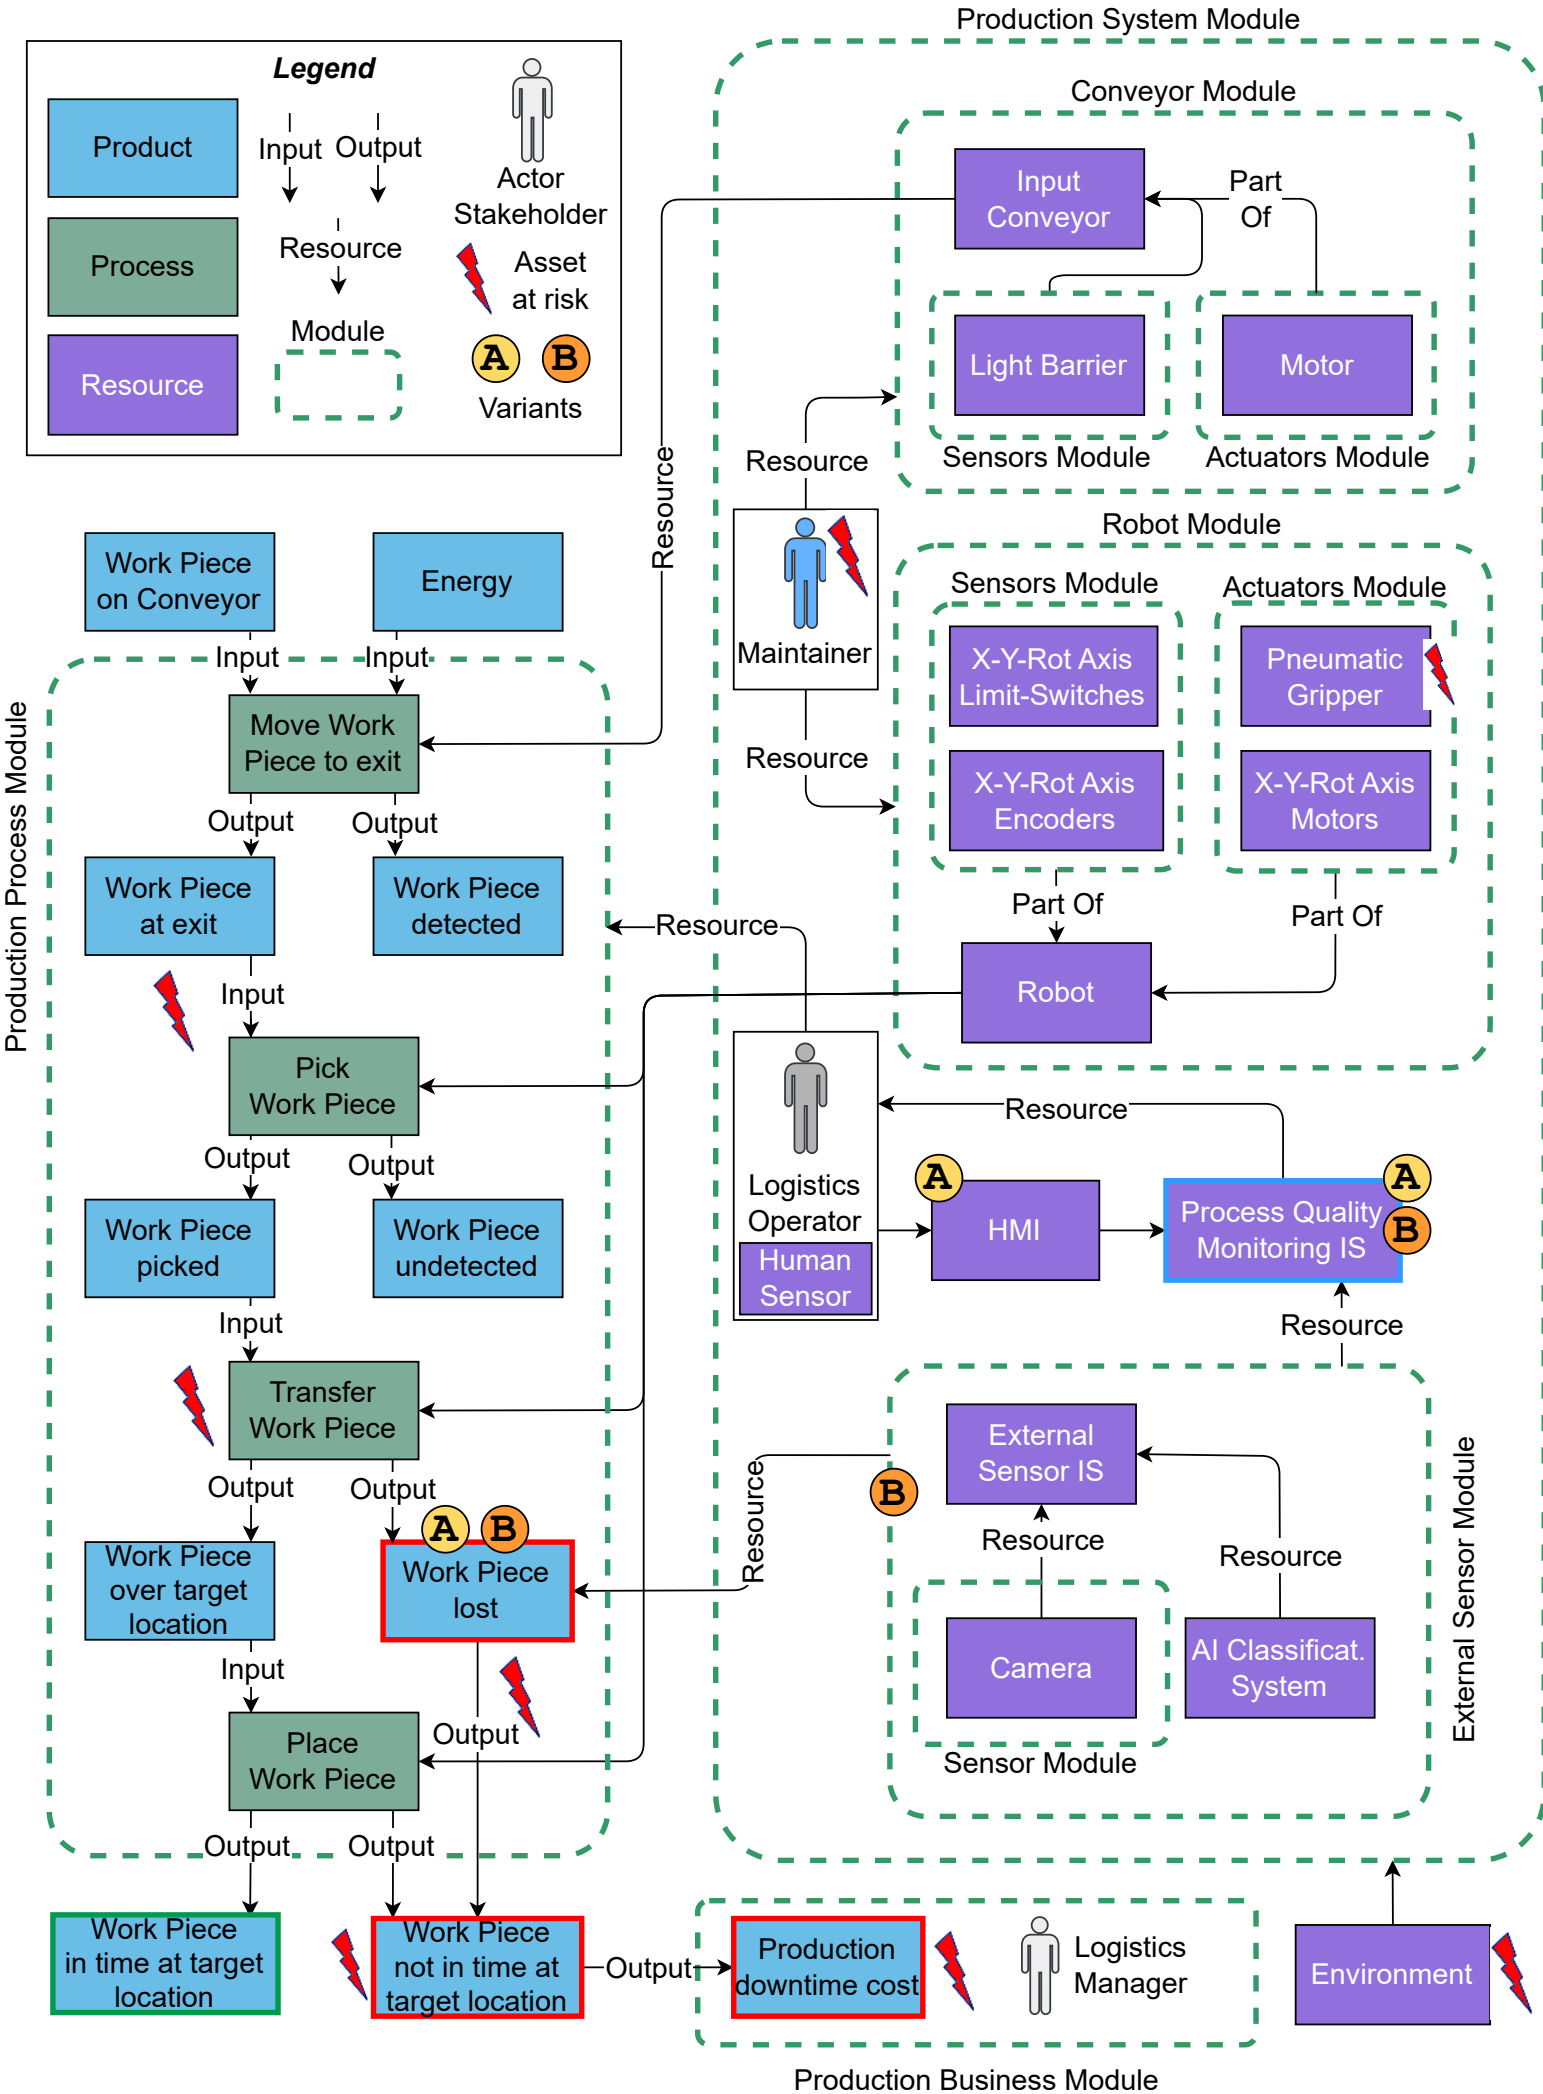 Production System Module
Legend
Product
Input
Output
Actor
Stakeholder
Process
Resource
Asset
at risk
Module
Resource
A
B
Variants
Conveyor Module
Input
Conveyor
Part
Of
Light Barrier
Motor
Sensors Module
Actuators Module
Resource
Resource
Maintainer
Resource
Robot Module
Sensors Module
Actuators Module
X-Y-Rot Axis
Limit-Switches
Pneumatic
Gripper
X-Y-Rot Axis
Encoders
X-Y-Rot Axis
Motors
Part Of
Part Of
Robot
Work Piece
on Conveyor
Energy
Input
Input
Production Process Module
Move Work
Piece to exit
Output
Output
Work Piece
at exit
Work Piece
detected
Resource
Input
Pick
Work Piece
Output
Output
Work Piece
picked
Work Piece
undetected
Input
Transfer
Work Piece
Output
Output
A
B
Work Piece
over target
location
Work Piece
lost
Input
Output
Place
Work Piece
Output
Output
Work Piece
in time at target
location
Work Piece
not in time at
target location
Output
Logistics
Operator
Human
Sensor
Resource
A
HMI
A
B
Process Quality
Monitoring IS
Resource
B
Resource
External
Sensor IS
Resource
Resource
Camera
AI Classificat.
System
Sensor Module
External Sensor Module
Production
downtime cost
Logistics
Manager
Environment
Production Business Module